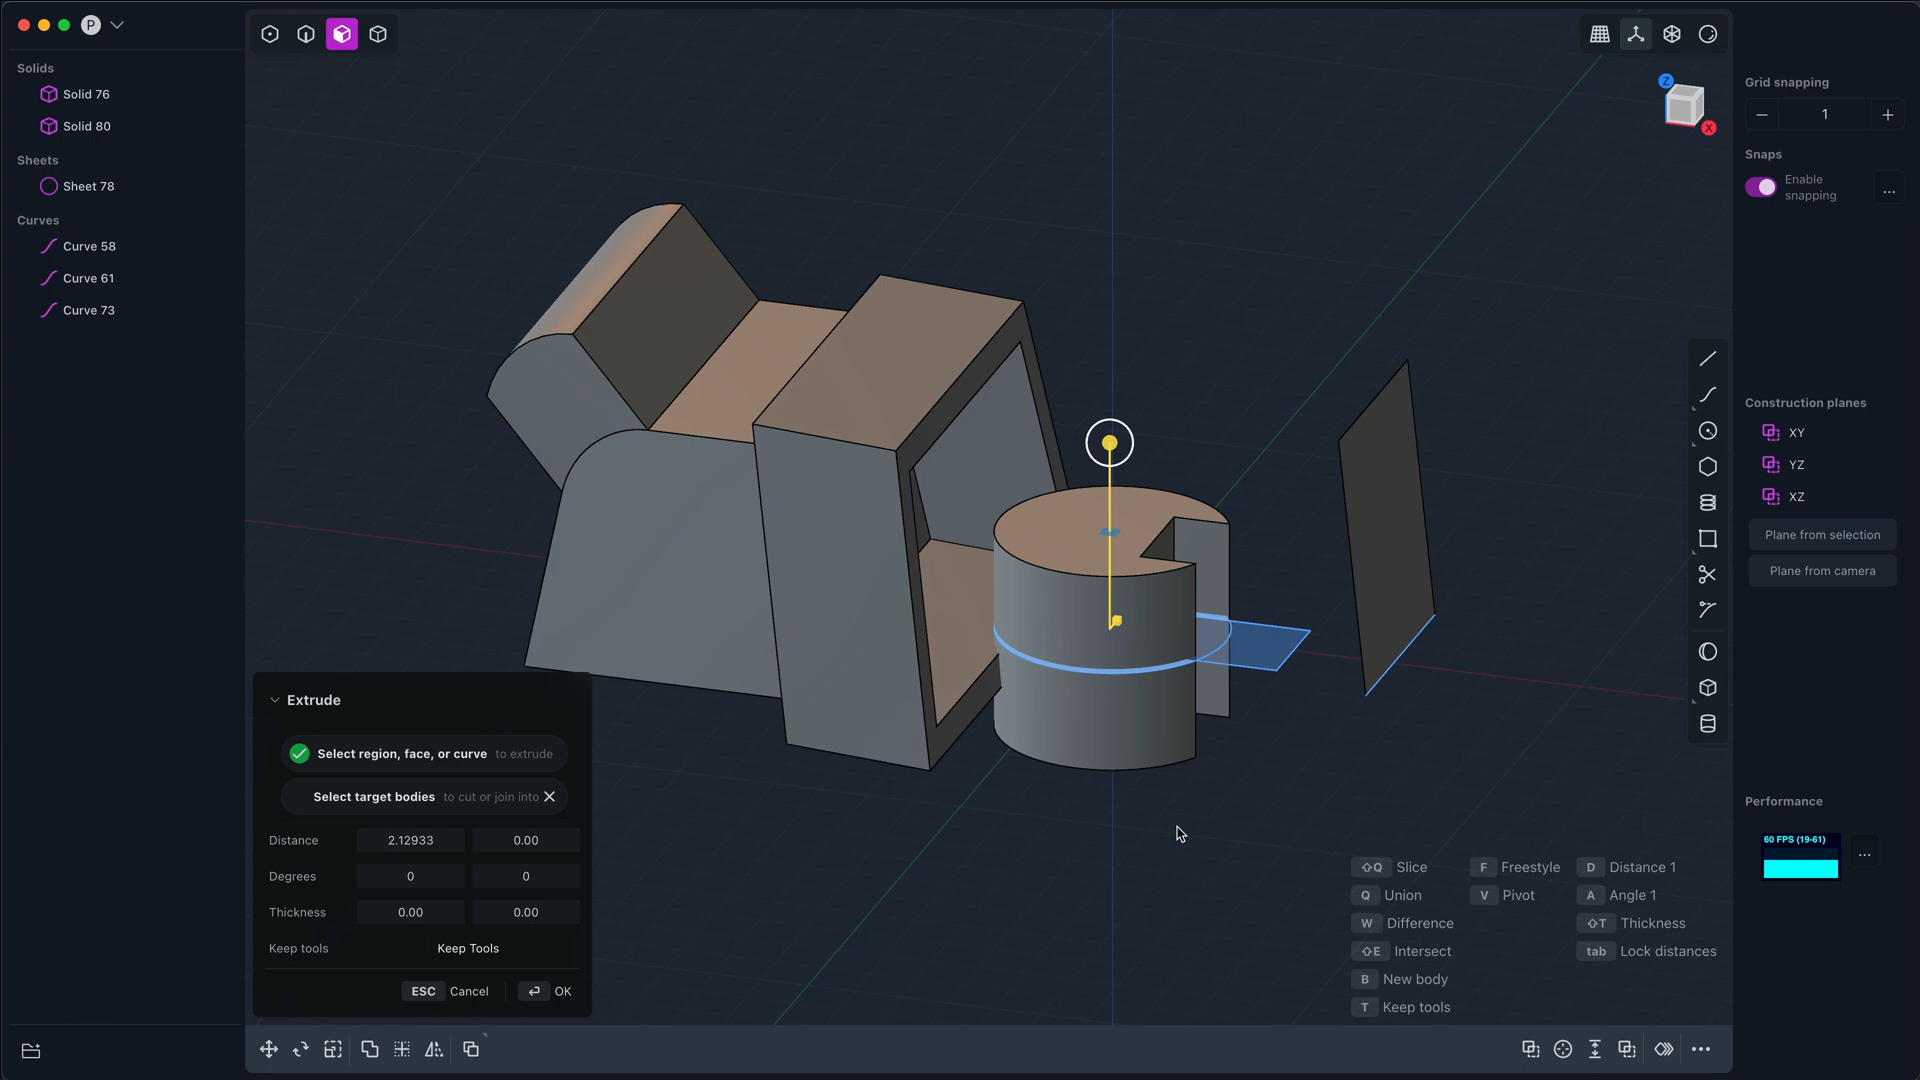 P
Solids
Solid 76
Solid 80
Sheets
Sheet 78
Curves
Curve 58
Curve 61
Curve 73
Z
X
Grid snapping
1
Snaps
Enable
snapping
...
Construction planes
XY
YZ
XZ
Plane from selection
Plane from camera
Performance
60 FPS (19-61)
...
Extrude
Select region, face, or curve to extrude
Select target bodies to cut or join into
Distance 2.12933 0.00
Degrees 0 0
Thickness 0.00 0.00
Keep tools Keep Tools
ESC Cancel OK
⇧Q Slice F Freestyle D Distance 1
Q Union V Pivot A Angle 1
W Difference ⇧T Thickness
⇧E Intersect tab Lock distances
B New body
T Keep tools